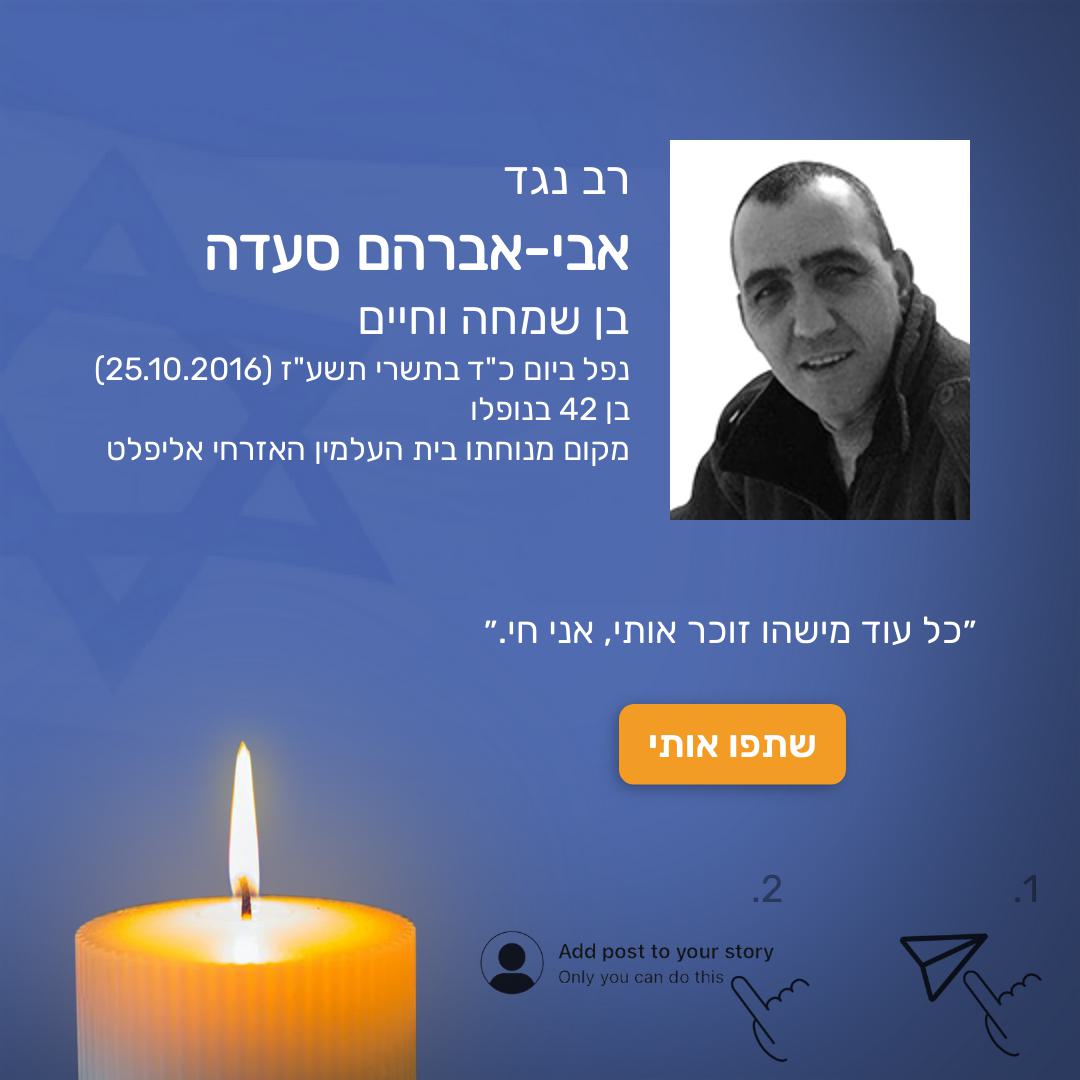 רב נגד
אבי-אברהם סעדה
בן שמחה וחיים
נפל ביום כ"ד בתשרי תשע"ז (25.10.2016)
בן 42 בנופלו
מקום מנוחתו בית העלמין האזרחי אליפלט
״כל עוד מישהו זוכר אותי, אני חי.״
שתפו אותי
1.
2.
Add post to your story
Only you can do this